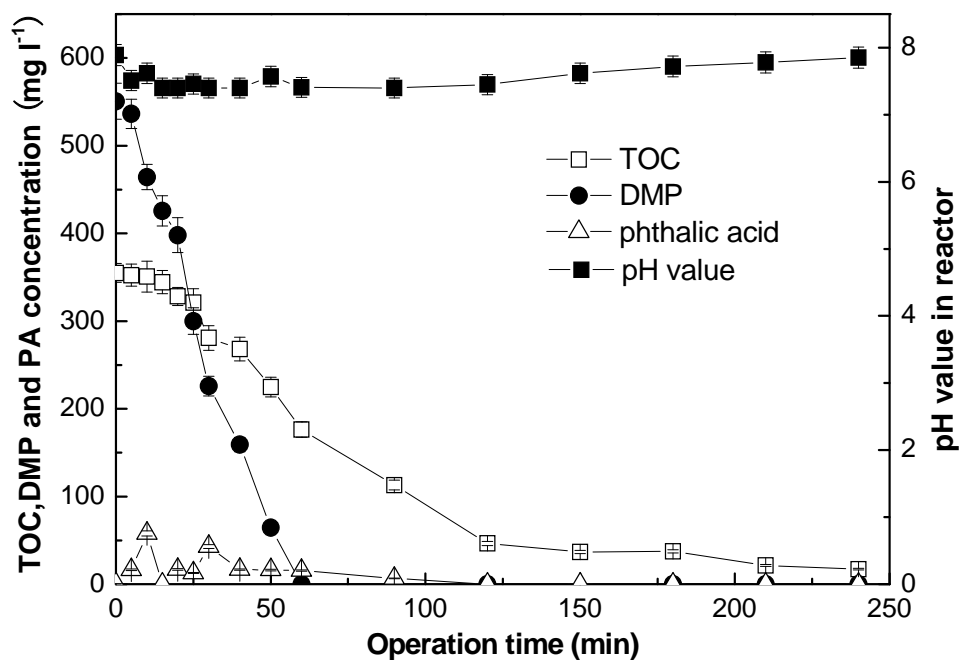 TOC,DMP and PA concentration (mg l-1)
600
500
400
300
200
100
0
TOC
DMP
phthalic acid
pH value
8
6
4
2
0
pH value in reactor
0 50 100 150 200 250
Operation time (min)